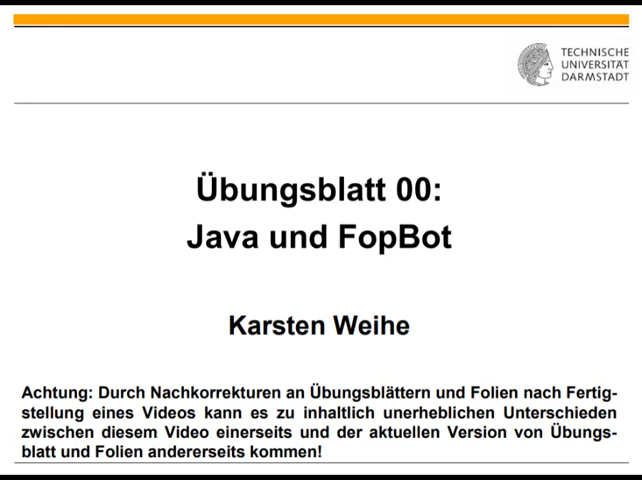 TECHNISCHE
UNIVERSITÄT
DARMSTADT
Übungsblatt 00:
Java und FopBot
Karsten Weihe
Achtung: Durch Nachkorrekturen an Übungsblättern und Folien nach Fertig-
stellung eines Videos kann es zu inhaltlich unerheblichen Unterschieden
zwischen diesem Video einerseits und der aktuellen Version von Übungs-
blatt und Folien andererseits kommen!